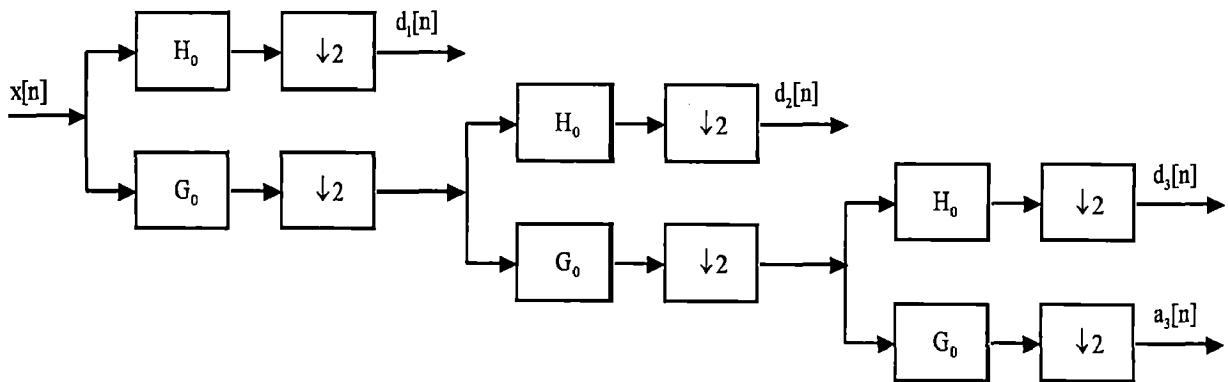 H₀ ↓2 d₁[n]
x[n]
G₀ ↓2 H₀ ↓2 d₂[n]
G₀ ↓2 H₀ ↓2 d₃[n]
G₀ ↓2 a₃[n]